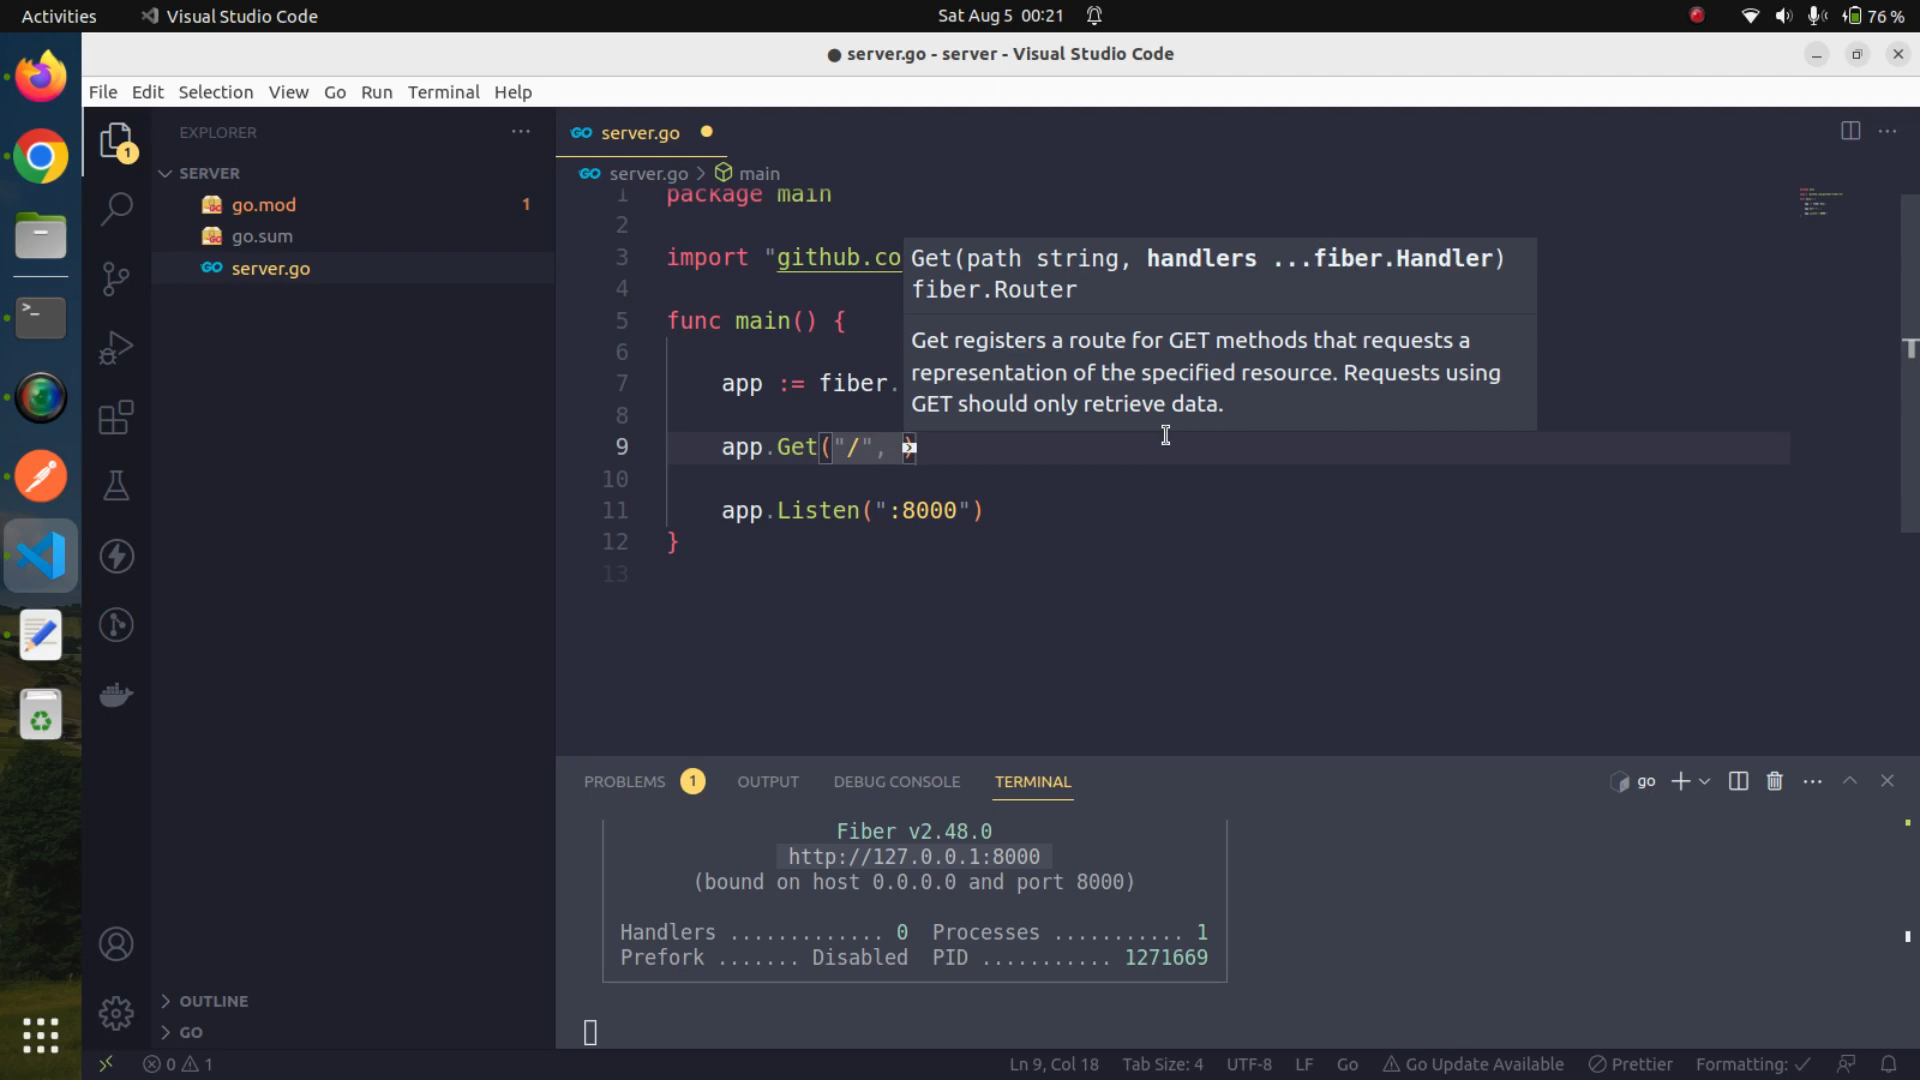 Activities
Visual Studio Code
Sat Aug 5 00:21
76 %
server.go - server - Visual Studio Code
File Edit Selection View Go Run Terminal Help
EXPLORER
1
SERVER
go.mod 1
go.sum
GO server.go
OUTLINE
GO
GO server.go
GO server.go > main
1 package main
2
3 import "github.co
4
5 func main() {
6
7 app := fiber.
8
9 app.Get("/", )
10
11 app.Listen(":8000")
12 }
13
Get(path string, handlers ...fiber.Handler)
fiber.Router
Get registers a route for GET methods that requests a
representation of the specified resource. Requests using
GET should only retrieve data.
PROBLEMS 1 OUTPUT DEBUG CONSOLE TERMINAL
go
Fiber v2.48.0
http://127.0.0.1:8000
(bound on host 0.0.0.0 and port 8000)
Handlers ............. 0 Processes ........... 1
Prefork ....... Disabled PID ........... 1271669
0 1
Ln 9, Col 18 Tab Size: 4 UTF-8 LF Go Go Update Available Prettier Formatting: ✓